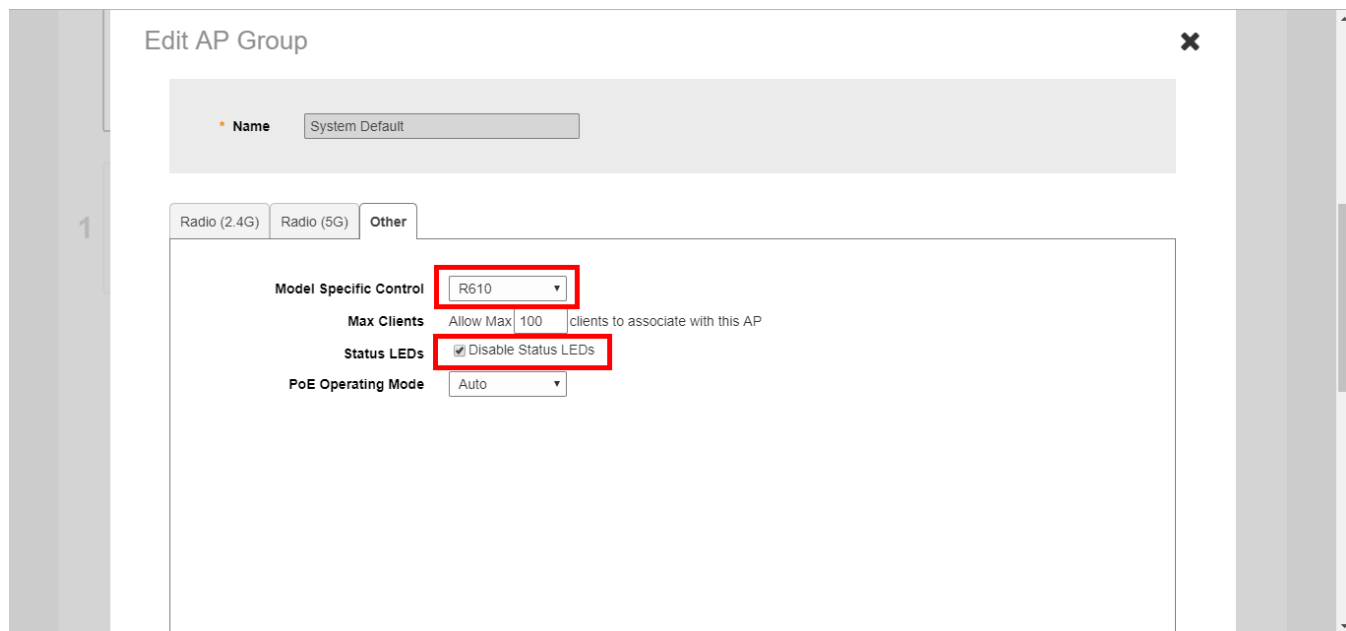 Edit AP Group
* Name System Default
1
Radio (2.4G) Radio (5G) Other
Model Specific Control R610
Max Clients Allow Max 100 clients to associate with this AP
Status LEDs Disable Status LEDs
PoE Operating Mode Auto